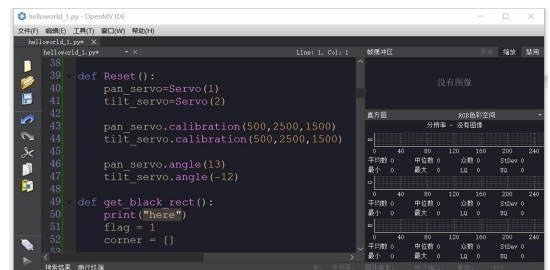 helloworld_1.py - OpenMV IDE
文件(F) 编辑(E) 工具(T) 窗口(W) 帮助(H)
helloworld_1.py*
helloworld_1.py* Line: 1, Col: 1 帧缓冲区 缩放 禁用
38
39 def Reset():
40 pan_servo=Servo(1)
41 tilt_servo=Servo(2)
42
43 pan_servo.calibration(500,2500,1500)
44 tilt_servo.calibration(500,2500,1500)
45
46 pan_servo.angle(13)
47 tilt_servo.angle(-12)
48
49 def get_black_rect():
50 print("here")
51 flag = 1
52 corner = []
53
没有图像
直方图 RGB色彩空间
分辨率 - 没有图像
0 40 80 120 160 200 240
平均数 0 中位数 0 众数 0 StDev 0
最小 0 最大 0 LQ 0 UQ 0
0 40 80 120 160 200 240
平均数 0 中位数 0 众数 0 StDev 0
最小 0 最大 0 LQ 0 UQ 0
0 40 80 120 160 200 240
平均数 0 中位数 0 众数 0 StDev 0
最小 0 最大 0 LQ 0 UQ 0
搜索结果 串行终端